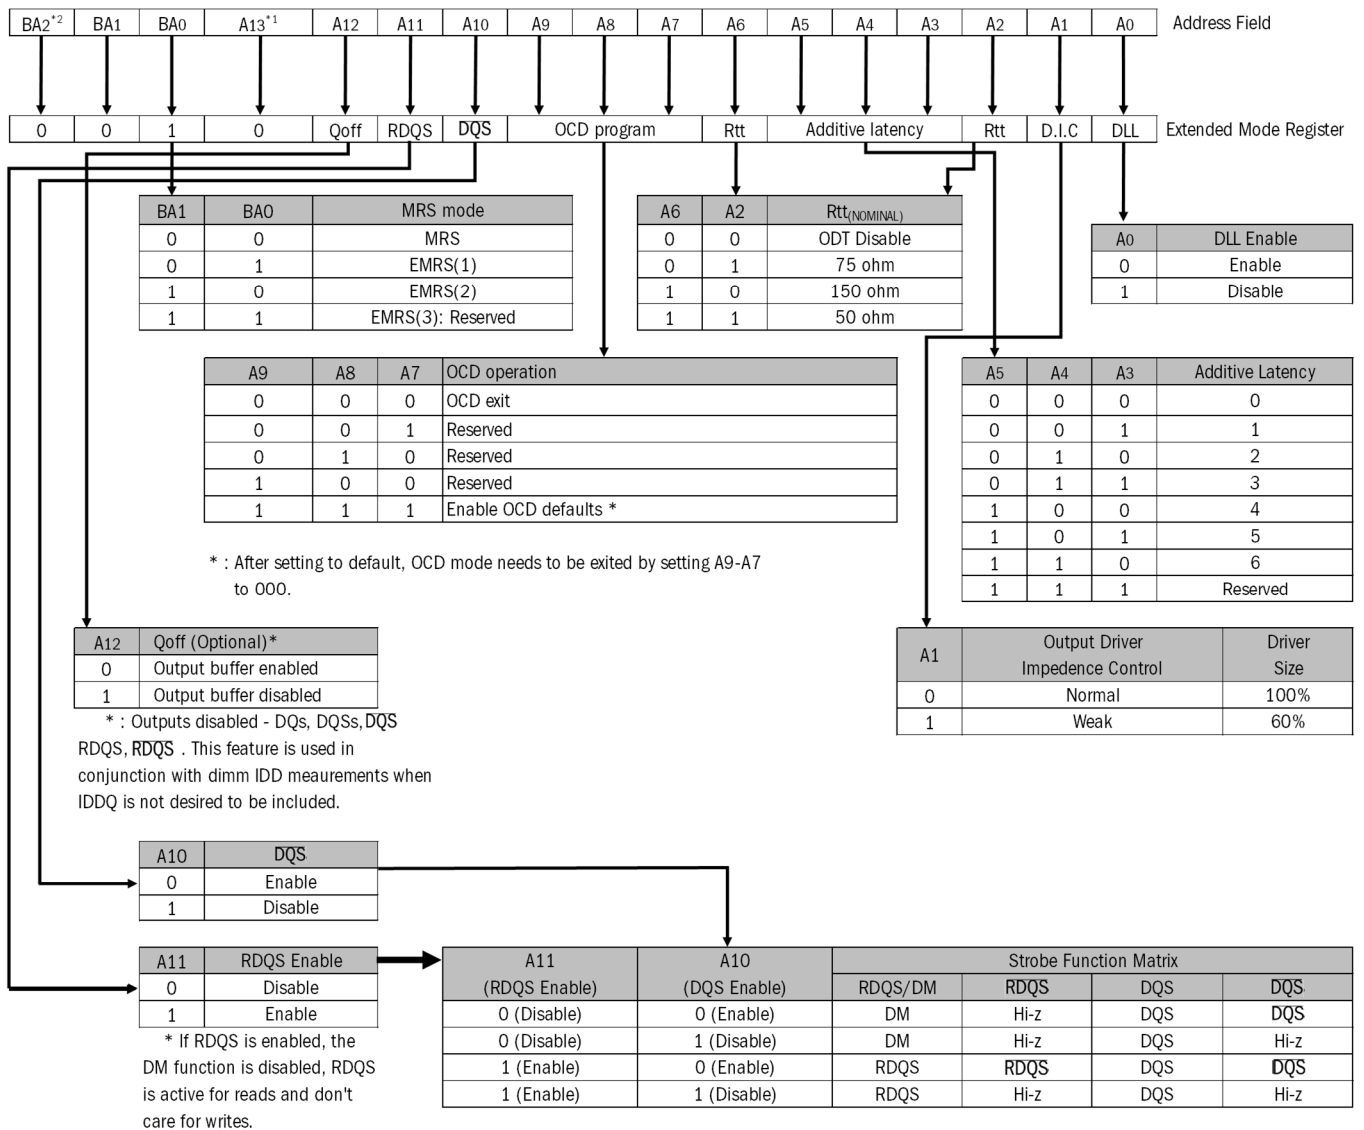 BA2*2 BA1 BA0 A13*1 A12 A11 A10 A9 A8 A7 A6 A5 A4 A3 A2 A1 A0 Address Field
0 0 1 0 Qoff RDQS D̅Q̅S̅ OCD program Rtt Additive latency Rtt D.I.C DLL Extended Mode Register
BA1 BA0 MRS mode
0 0 MRS
0 1 EMRS(1)
1 0 EMRS(2)
1 1 EMRS(3): Reserved
A6 A2 Rtt(NOMINAL)
0 0 ODT Disable
0 1 75 ohm
1 0 150 ohm
1 1 50 ohm
A0 DLL Enable
0 Enable
1 Disable
A9 A8 A7 OCD operation
0 0 0 OCD exit
0 0 1 Reserved
0 1 0 Reserved
1 0 0 Reserved
1 1 1 Enable OCD defaults *
* : After setting to default, OCD mode needs to be exited by setting A9-A7
to 000.
A5 A4 A3 Additive Latency
0 0 0 0
0 0 1 1
0 1 0 2
0 1 1 3
1 0 0 4
1 0 1 5
1 1 0 6
1 1 1 Reserved
A12 Qoff (Optional)*
0 Output buffer enabled
1 Output buffer disabled
* : Outputs disabled - DQs, DQSs, D̅Q̅S̅
RDQS, R̅D̅Q̅S̅ . This feature is used in
conjunction with dimm IDD meaurements when
IDDQ is not desired to be included.
A1 Output Driver Driver
Impedence Control Size
0 Normal 100%
1 Weak 60%
A10 D̅Q̅S̅
0 Enable
1 Disable
A11 RDQS Enable
0 Disable
1 Enable
* If RDQS is enabled, the
DM function is disabled, RDQS
is active for reads and don't
care for writes.
A11 A10 Strobe Function Matrix
(RDQS Enable) (DQS Enable) RDQS/DM R̅D̅Q̅S̅ DQS D̅Q̅S̅
0 (Disable) 0 (Enable) DM Hi-z DQS D̅Q̅S̅
0 (Disable) 1 (Disable) DM Hi-z DQS Hi-z
1 (Enable) 0 (Enable) RDQS R̅D̅Q̅S̅ DQS D̅Q̅S̅
1 (Enable) 1 (Disable) RDQS Hi-z DQS Hi-z